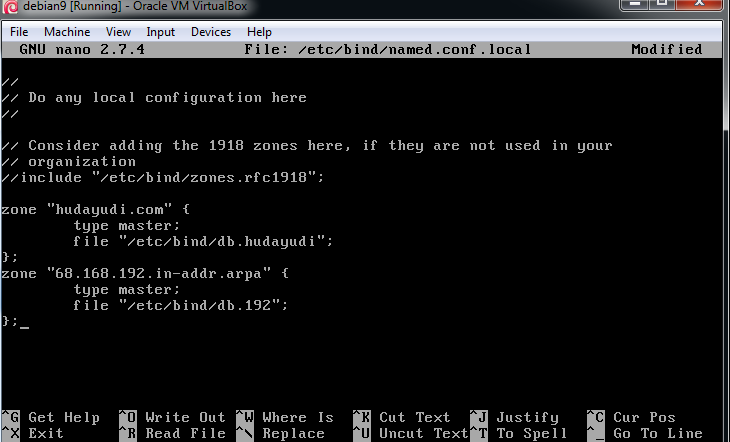 debian9 [Running] - Oracle VM VirtualBox
File Machine View Input Devices Help
GNU nano 2.7.4 File: /etc/bind/named.conf.local Modified
//
// Do any local configuration here
//
// Consider adding the 1918 zones here, if they are not used in your
// organization
//include "/etc/bind/zones.rfc1918";
zone "hudayudi.com" {
type master;
file "/etc/bind/db.hudayudi";
};
zone "68.168.192.in-addr.arpa" {
type master;
file "/etc/bind/db.192";
};_
^G Get Help ^O Write Out ^W Where Is ^K Cut Text ^J Justify ^C Cur Pos
^X Exit ^R Read File ^\ Replace ^U Uncut Text ^T To Spell ^_ Go To Line